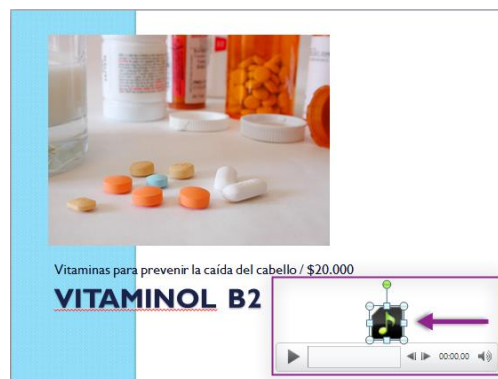 Vitaminas para prevenir la caída del cabello / $20.000
VITAMINOL B2
00:00.00